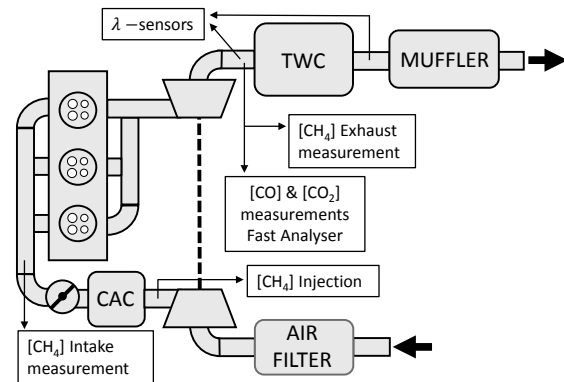 λ −sensors
TWC
MUFFLER
[CH₄] Exhaust
measurement
[CO] & [CO₂]
measurements
Fast Analyser
[CH₄] Injection
CAC
AIR
FILTER
[CH₄] Intake
measurement